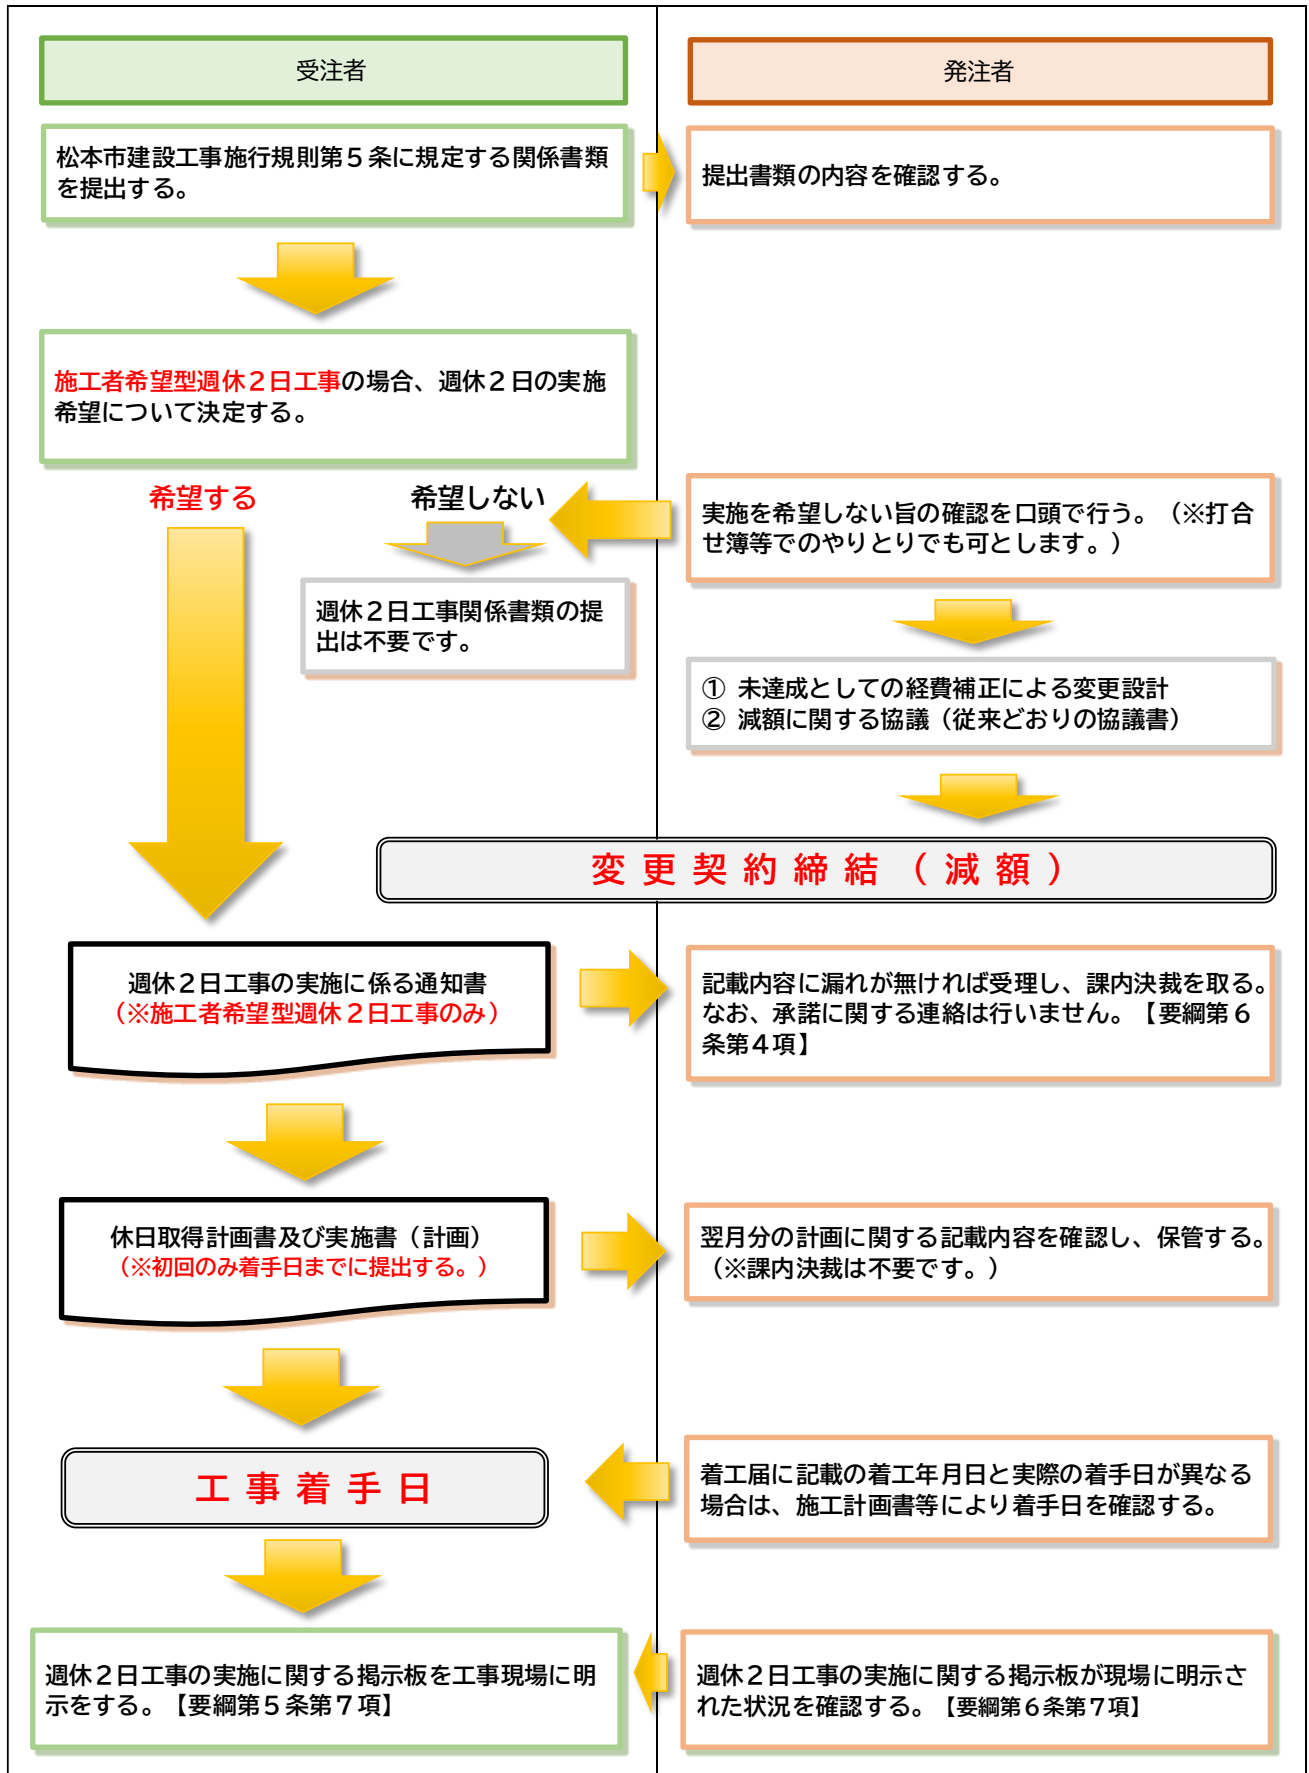 受注者
発注者
松本市建設工事施行規則第５条に規定する関係書類
を提出する。
提出書類の内容を確認する。
施工者希望型週休２日工事の場合、週休２日の実施
希望について決定する。
希望する
希望しない
実施を希望しない旨の確認を口頭で行う。（※打合
せ簿等でのやりとりでも可とします。）
週休２日工事関係書類の提
出は不要です。
① 未達成としての経費補正による変更設計
② 減額に関する協議（従来どおりの協議書）
変更契約締結（減額）
週休２日工事の実施に係る通知書
（※施工者希望型週休２日工事のみ）
記載内容に漏れが無ければ受理し、課内決裁を取る。
なお、承諾に関する連絡は行いません。【要綱第６
条第４項】
休日取得計画書及び実施書（計画）
（※初回のみ着手日までに提出する。）
翌月分の計画に関する記載内容を確認し、保管する。
（※課内決裁は不要です。）
工事着手日
着工届に記載の着工年月日と実際の着手日が異なる
場合は、施工計画書等により着手日を確認する。
週休２日工事の実施に関する掲示板を工事現場に明
示をする。【要綱第５条第７項】
週休２日工事の実施に関する掲示板が現場に明示さ
れた状況を確認する。【要綱第６条第７項】